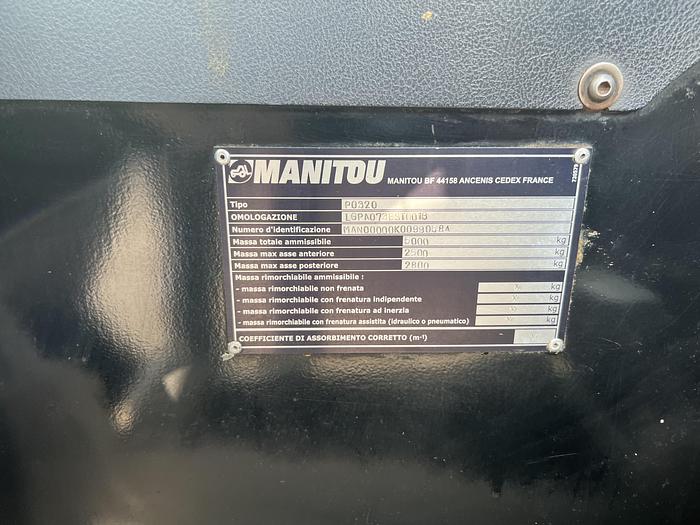 MANITOU MANITOU BF 44158 ANCENIS CEDEX FRANCE
Tipo P0320
OMOLOGAZIONE
Numero d'identificazione
Massa totale ammissibile 5000 kg
Massa max asse anteriore 2500 kg
Massa max asse posteriore 2800 kg
Massa rimorchiabile ammissibile :
- massa rimorchiabile non frenata kg
- massa rimorchiabile con frenatura indipendente kg
- massa rimorchiabile con frenatura ad inerzia kg
- massa rimorchiabile con frenatura assistita (idraulico o pneumatico) kg
COEFFICIENTE DI ASSORBIMENTO CORRETTO (m-¹)